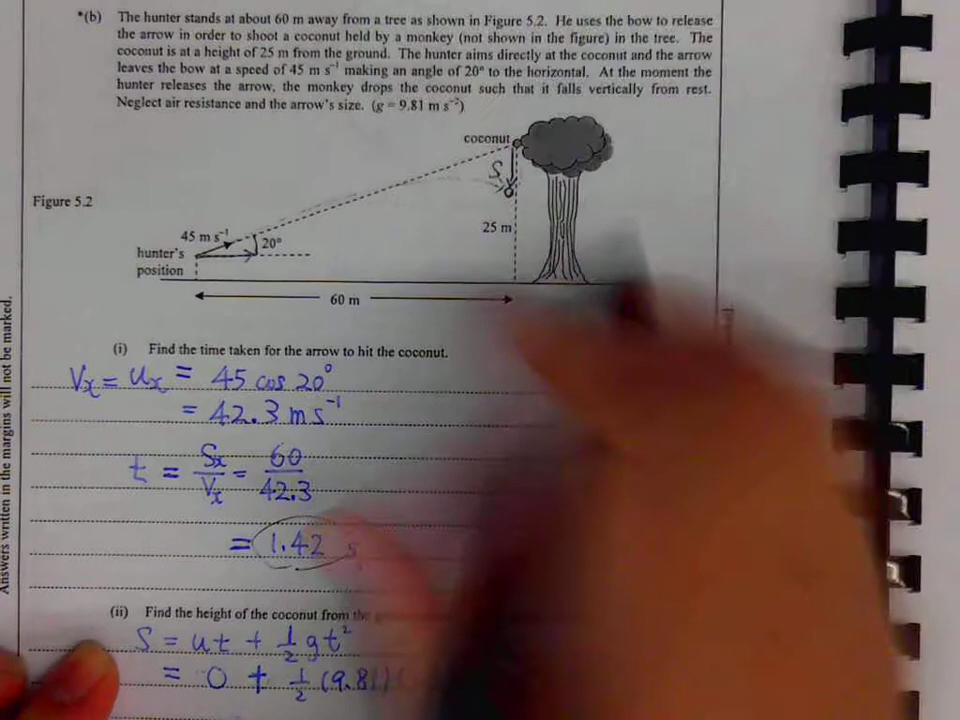 *(b) The hunter stands at about 60 m away from a tree as shown in Figure 5.2. He uses the bow to release
the arrow in order to shoot a coconut held by a monkey (not shown in the figure) in the tree. The
coconut is at a height of 25 m from the ground. The hunter aims directly at the coconut and the arrow
leaves the bow at a speed of 45 m s⁻¹ making an angle of 20° to the horizontal. At the moment the
hunter releases the arrow, the monkey drops the coconut such that it falls vertically from rest.
Neglect air resistance and the arrow's size. (g = 9.81 m s⁻²)
coconut
S
Figure 5.2
25 m
45 m s⁻¹
20°
hunter's
position
60 m
(i) Find the time taken for the arrow to hit the coconut.
Vx = Ux = 45 cos 20°
= 42.3 m s⁻¹
t = Sx/Vx = 60/42.3
= 1.42 s
(ii) Find the height of the coconut from the
S = ut + 1/2 gt²
= 0 + 1/2 (9.81)(
Answers written in the margins will not be marked.